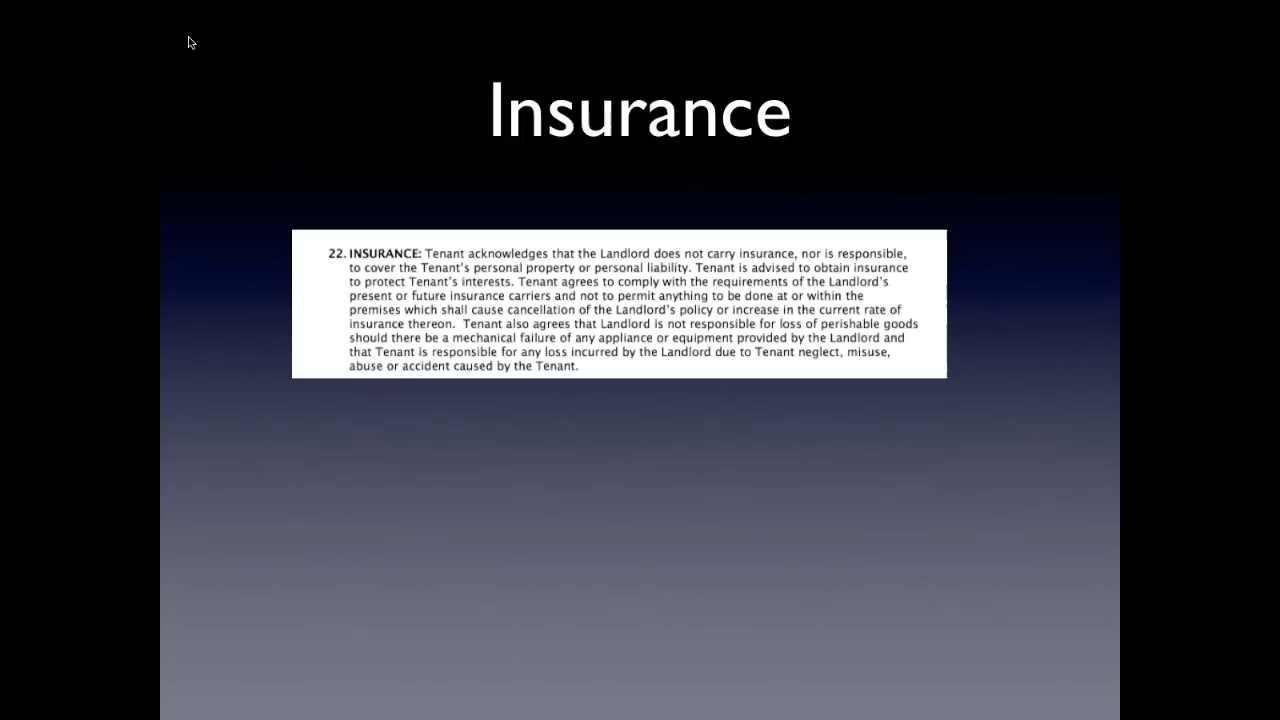 Insurance
22. INSURANCE: Tenant acknowledges that the Landlord does not carry insurance, nor is responsible,
to cover the Tenant's personal property or personal liability. Tenant is advised to obtain insurance
to protect Tenant's interests. Tenant agrees to comply with the requirements of the Landlord's
present or future insurance carriers and not to permit anything to be done at or within the
premises which shall cause cancellation of the Landlord's policy or increase in the current rate of
insurance thereon.  Tenant also agrees that Landlord is not responsible for loss of perishable goods
should there be a mechanical failure of any appliance or equipment provided by the Landlord and
that Tenant is responsible for any loss incurred by the Landlord due to Tenant neglect, misuse,
abuse or accident caused by the Tenant.